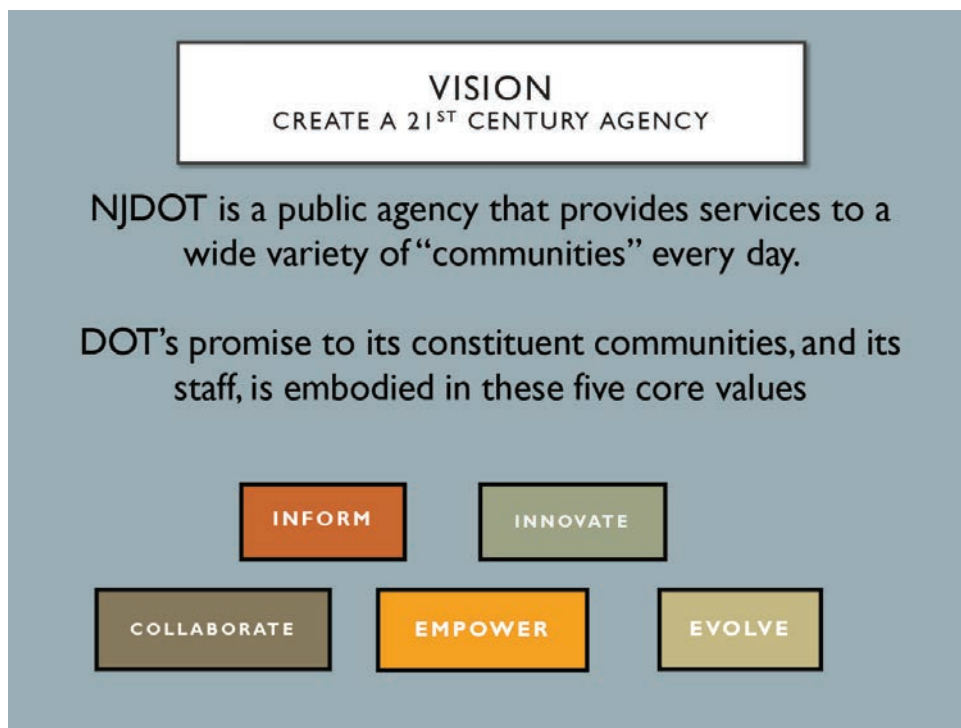 VISION
CREATE A 21ST CENTURY AGENCY
NJDOT is a public agency that provides services to a
wide variety of “communities” every day.
DOT’s promise to its constituent communities, and its
staff, is embodied in these five core values
INFORM
INNOVATE
COLLABORATE
EMPOWER
EVOLVE